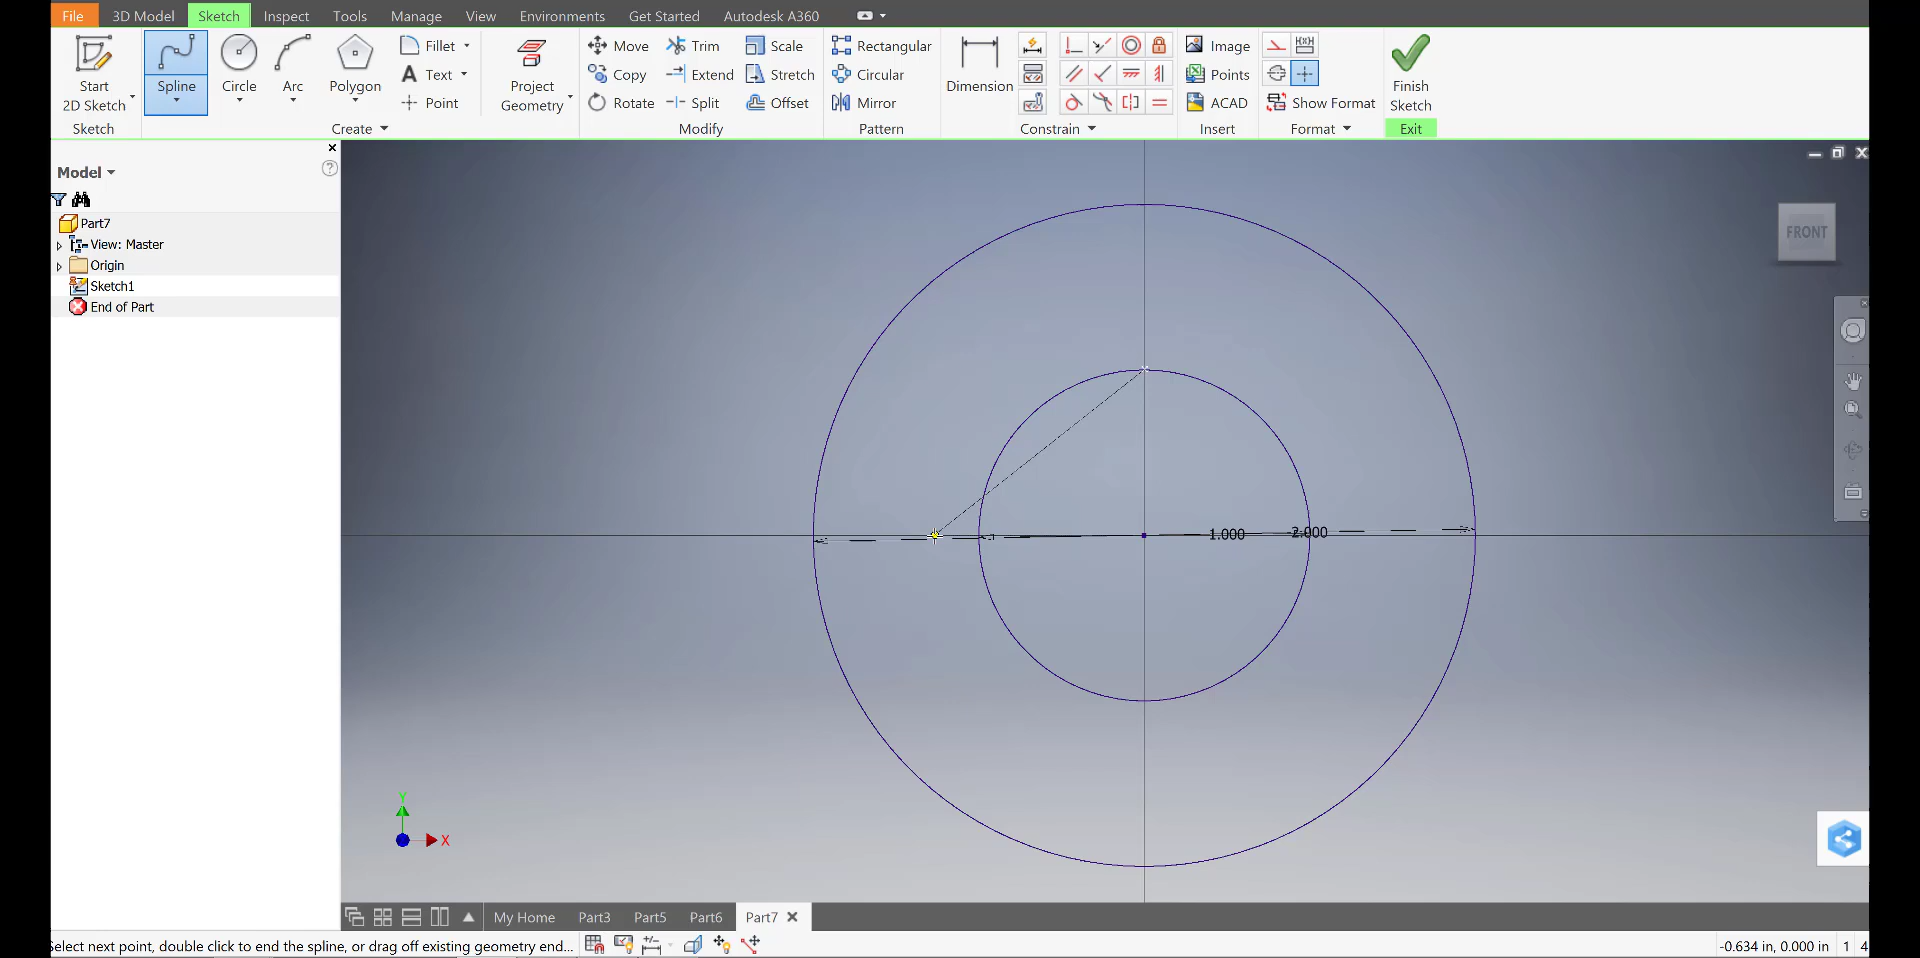 File 3D Model Sketch Inspect Tools Manage View Environments Get Started Autodesk A360
Start
2D Sketch
Spline
Circle
Arc
Polygon
Fillet
Text
Point
Project
Geometry
Move
Copy
Rotate
Trim
Extend
Split
Scale
Stretch
Offset
Rectangular
Circular
Mirror
Dimension
Image
Points
ACAD
Show Format
Finish
Sketch
Sketch Create Modify Pattern Constrain Insert Format Exit
Model
Part7
View: Master
Origin
Sketch1
End of Part
FRONT
1.000
2.000
Y
X
My Home Part3 Part5 Part6 Part7
Select next point, double click to end the spline, or drag off existing geometry end...
-0.634 in, 0.000 in 1 4